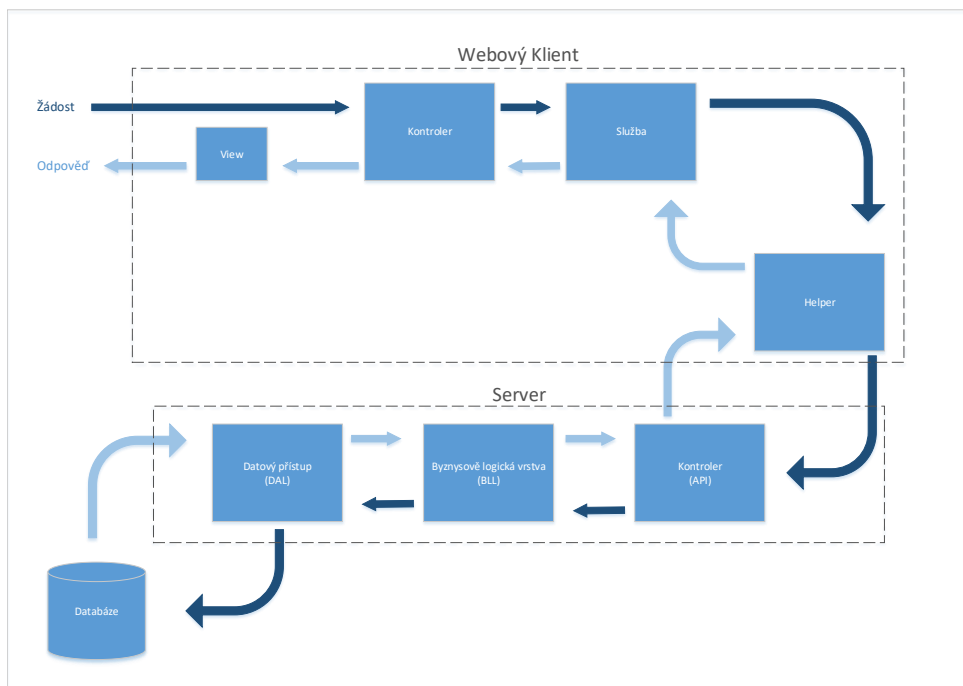 Webový Klient
Žádost
Kontroler
Služba
View
Odpověď
Helper
Server
Datový přístup
(DAL)
Byznysově logická vrstva
(BLL)
Kontroler
(API)
Databáze